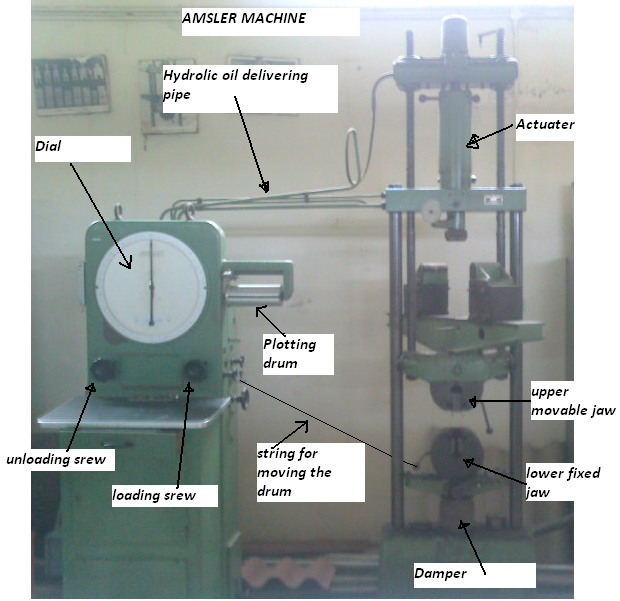 AMSLER MACHINE
Hydrolic oil delivering
pipe
Actuater
Dial
Plotting
drum
upper
movable jaw
unloading srew
loading srew
string for
moving the
drum
lower fixed
jaw
Damper